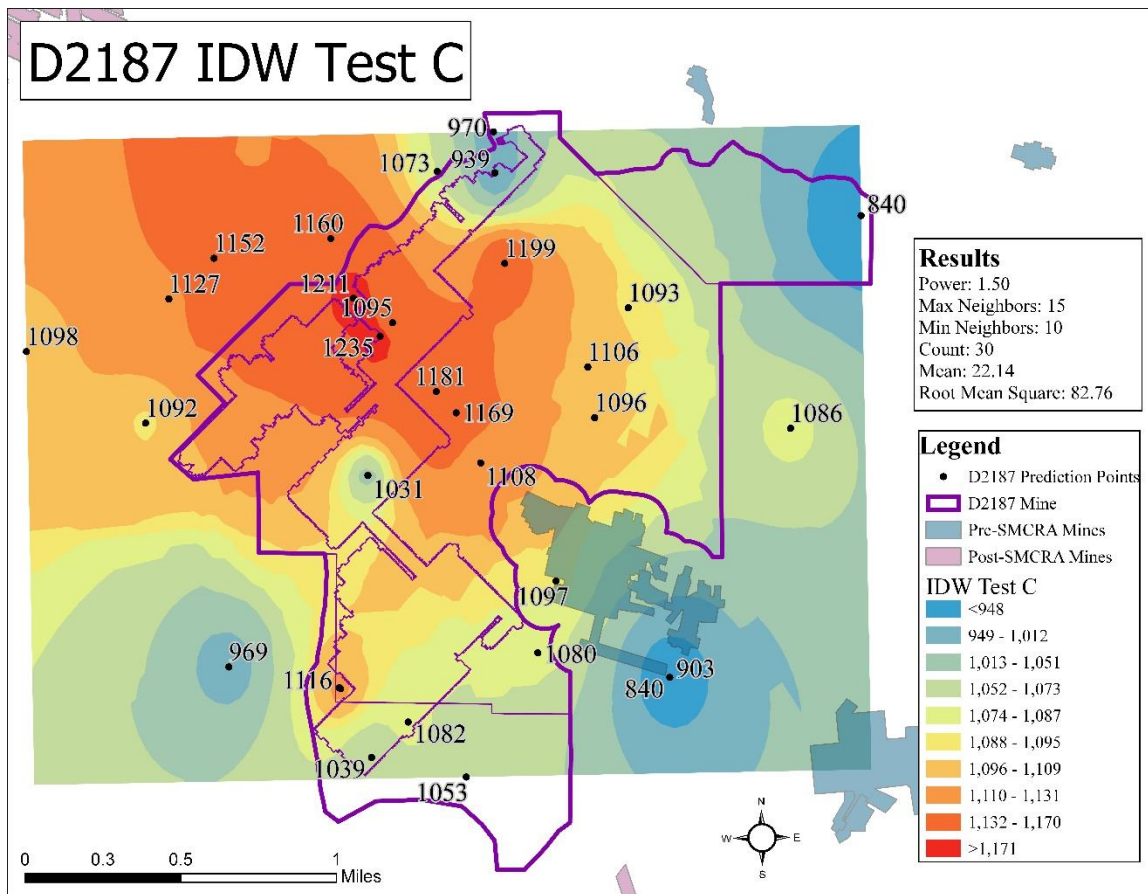 D2187 IDW Test C
970
1073
939
840
1160
1152
1199
1127
1211
1095
1093
1098
1235
1106
1181
1092
1169
1096
1086
1031
1108
1097
969
1080
903
1116
840
1082
1039
1053
Results
Power: 1.50
Max Neighbors: 15
Min Neighbors: 10
Count: 30
Mean: 22.14
Root Mean Square: 82.76
Legend
D2187 Prediction Points
D2187 Mine
Pre-SMCRA Mines
Post-SMCRA Mines
IDW Test C
<948
949 - 1,012
1,013 - 1,051
1,052 - 1,073
1,074 - 1,087
1,088 - 1,095
1,096 - 1,109
1,110 - 1,131
1,132 - 1,170
>1,171
N
W E
S
0 0.3 0.5 1
Miles